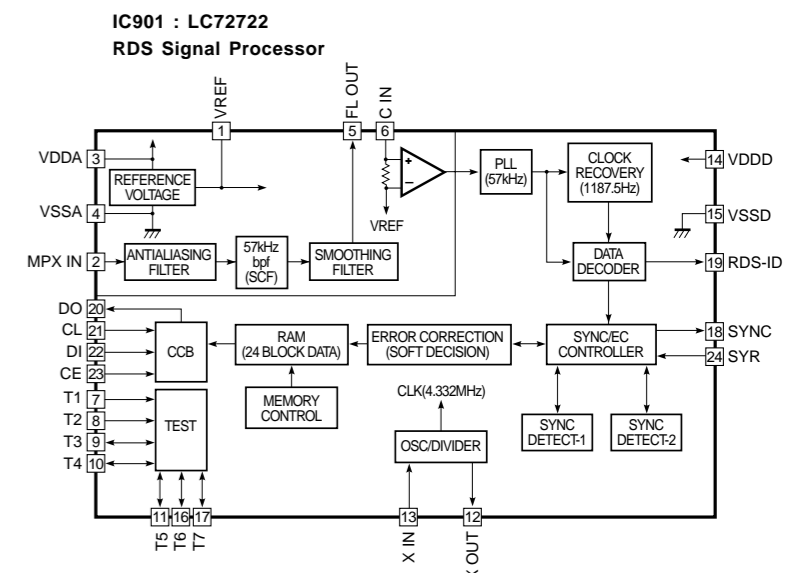 IC901 : LC72722
RDS Signal Processor
VREF
FL OUT
C IN
1
5
6
VDDA 3
REFERENCE
VOLTAGE
VSSA 4
+
–
VREF
PLL
(57kHz)
CLOCK
RECOVERY
(1187.5Hz)
14 VDDD
15 VSSD
MPX IN 2
ANTIALIASING
FILTER
57kHz
bpf
(SCF)
SMOOTHING
FILTER
DATA
DECODER
19 RDS-ID
DO 20
CL 21
DI 22
CE 23
CCB
RAM
(24 BLOCK DATA)
ERROR CORRECTION
(SOFT DECISION)
SYNC/EC
CONTROLLER
18 SYNC
24 SYR
T1 7
T2 8
T3 9
T4 10
TEST
MEMORY
CONTROL
CLK(4.332MHz)
OSC/DIVIDER
SYNC
DETECT-1
SYNC
DETECT-2
11 16 17
13
12
T5
T6
T7
X IN
X OUT